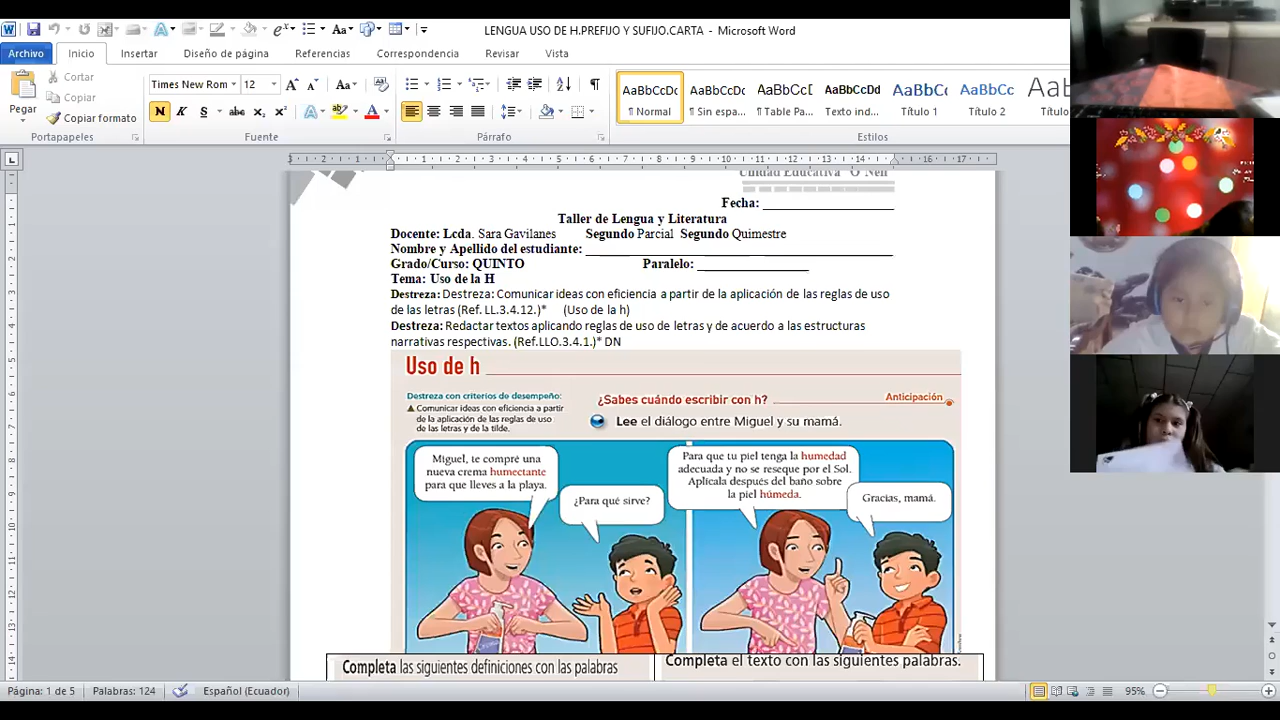 LENGUA USO DE H.PREFIJO Y SUFIJO.CARTA - Microsoft Word
Archivo Inicio Insertar Diseño de página Referencias Correspondencia Revisar Vista
Pegar
Cortar
Copiar
Copiar formato
Portapapeles
Times New Rom 12
Fuente
Párrafo
AaBbCcDc AaBbCcDc AaBbCcD AaBbCcDd AaBbCc AaBbCc
¶ Normal ¶ Sin espa... ¶ Table Pa... Texto ind... Título 1 Título 2 Título
Estilos
Unidad Educativa "O´Neil"
Fecha:
Taller de Lengua y Literatura
Docente: Lcda. Sara Gavilanes Segundo Parcial Segundo Quimestre
Nombre y Apellido del estudiante:
Grado/Curso: QUINTO Paralelo:
Tema: Uso de la H
Destreza: Destreza: Comunicar ideas con eficiencia a partir de la aplicación de las reglas de uso
de las letras (Ref. LL.3.4.12.)* (Uso de la h)
Destreza: Redactar textos aplicando reglas de uso de letras y de acuerdo a las estructuras
narrativas respectivas. (Ref.LLO.3.4.1.)* DN
Uso de h
Destreza con criterios de desempeño:
Comunicar ideas con eficiencia a partir
de la aplicación de las reglas de uso
de las letras y de la tilde.
¿Sabes cuándo escribir con h?
Anticipación
Lee el diálogo entre Miguel y su mamá.
Miguel, te compré una
nueva crema humectante
para que lleves a la playa.
¿Para qué sirve?
Para que tu piel tenga la humedad
adecuada y no se reseque por el Sol.
Aplícala después del baño sobre
la piel húmeda.
Gracias, mamá.
Completa las siguientes definiciones con las palabras
Completa el texto con las siguientes palabras.
Página: 1 de 5 Palabras: 124 Español (Ecuador) 95%